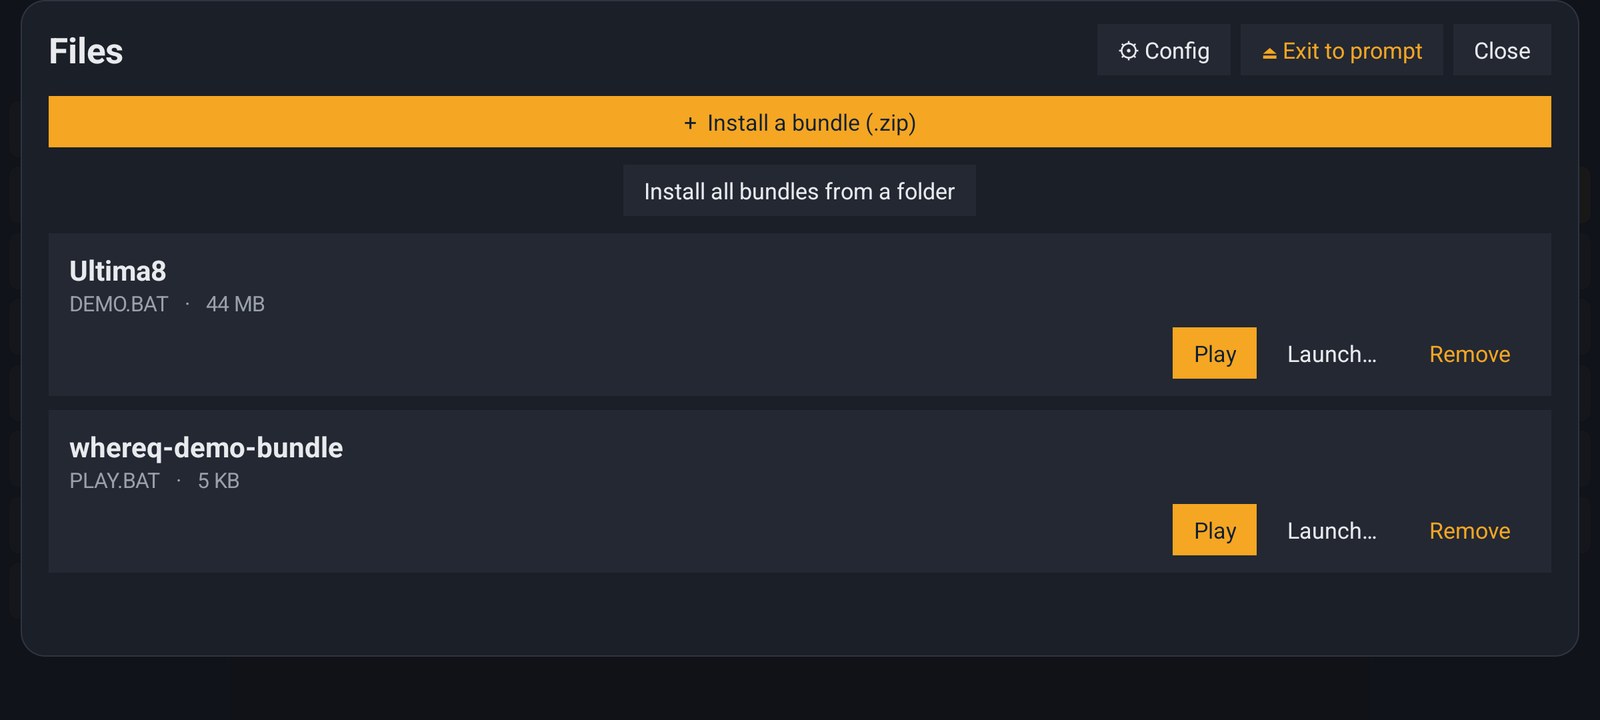 Files
⚙ Config
⏏ Exit to prompt
Close
+ Install a bundle (.zip)
Install all bundles from a folder
Ultima8
DEMO.BAT · 44 MB
Play Launch… Remove
whereq-demo-bundle
PLAY.BAT · 5 KB
Play Launch… Remove